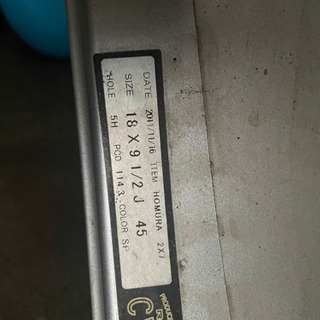 DATE 2011/11/16 ITEM HOMURA 2X7
SIZE 18 X 9 1/2 J 45
HOLE 5H PCD 114.3 COLOR SP